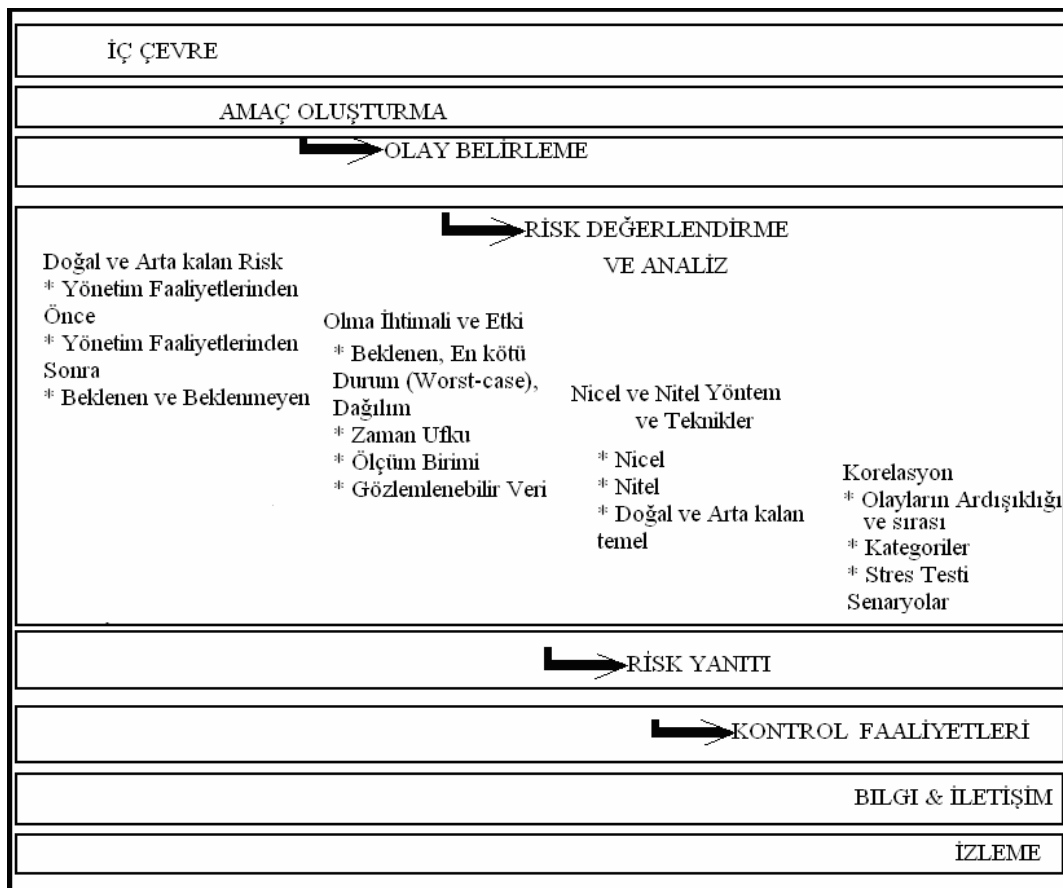 İÇ ÇEVRE
AMAÇ OLUŞTURMA
OLAY BELİRLEME
RİSK DEĞERLENDİRME
VE ANALİZ
Doğal ve Arta kalan Risk
* Yönetim Faaliyetlerinden
Önce
* Yönetim Faaliyetlerinden
Sonra
* Beklenen ve Beklenmeyen
Olma İhtimali ve Etki
* Beklenen, En kötü
Durum (Worst-case),
Dağılım
* Zaman Ufku
* Ölçüm Birimi
* Gözlemlenebilir Veri
Nicel ve Nitel Yöntem
ve Teknikler
* Nicel
* Nitel
* Doğal ve Arta kalan
temel
Korelasyon
* Olayların Ardışıklığı
ve sırası
* Kategoriler
* Stres Testi
Senaryolar
RİSK YANITI
KONTROL FAALİYETLERİ
BILGI & İLETİŞİM
İZLEME